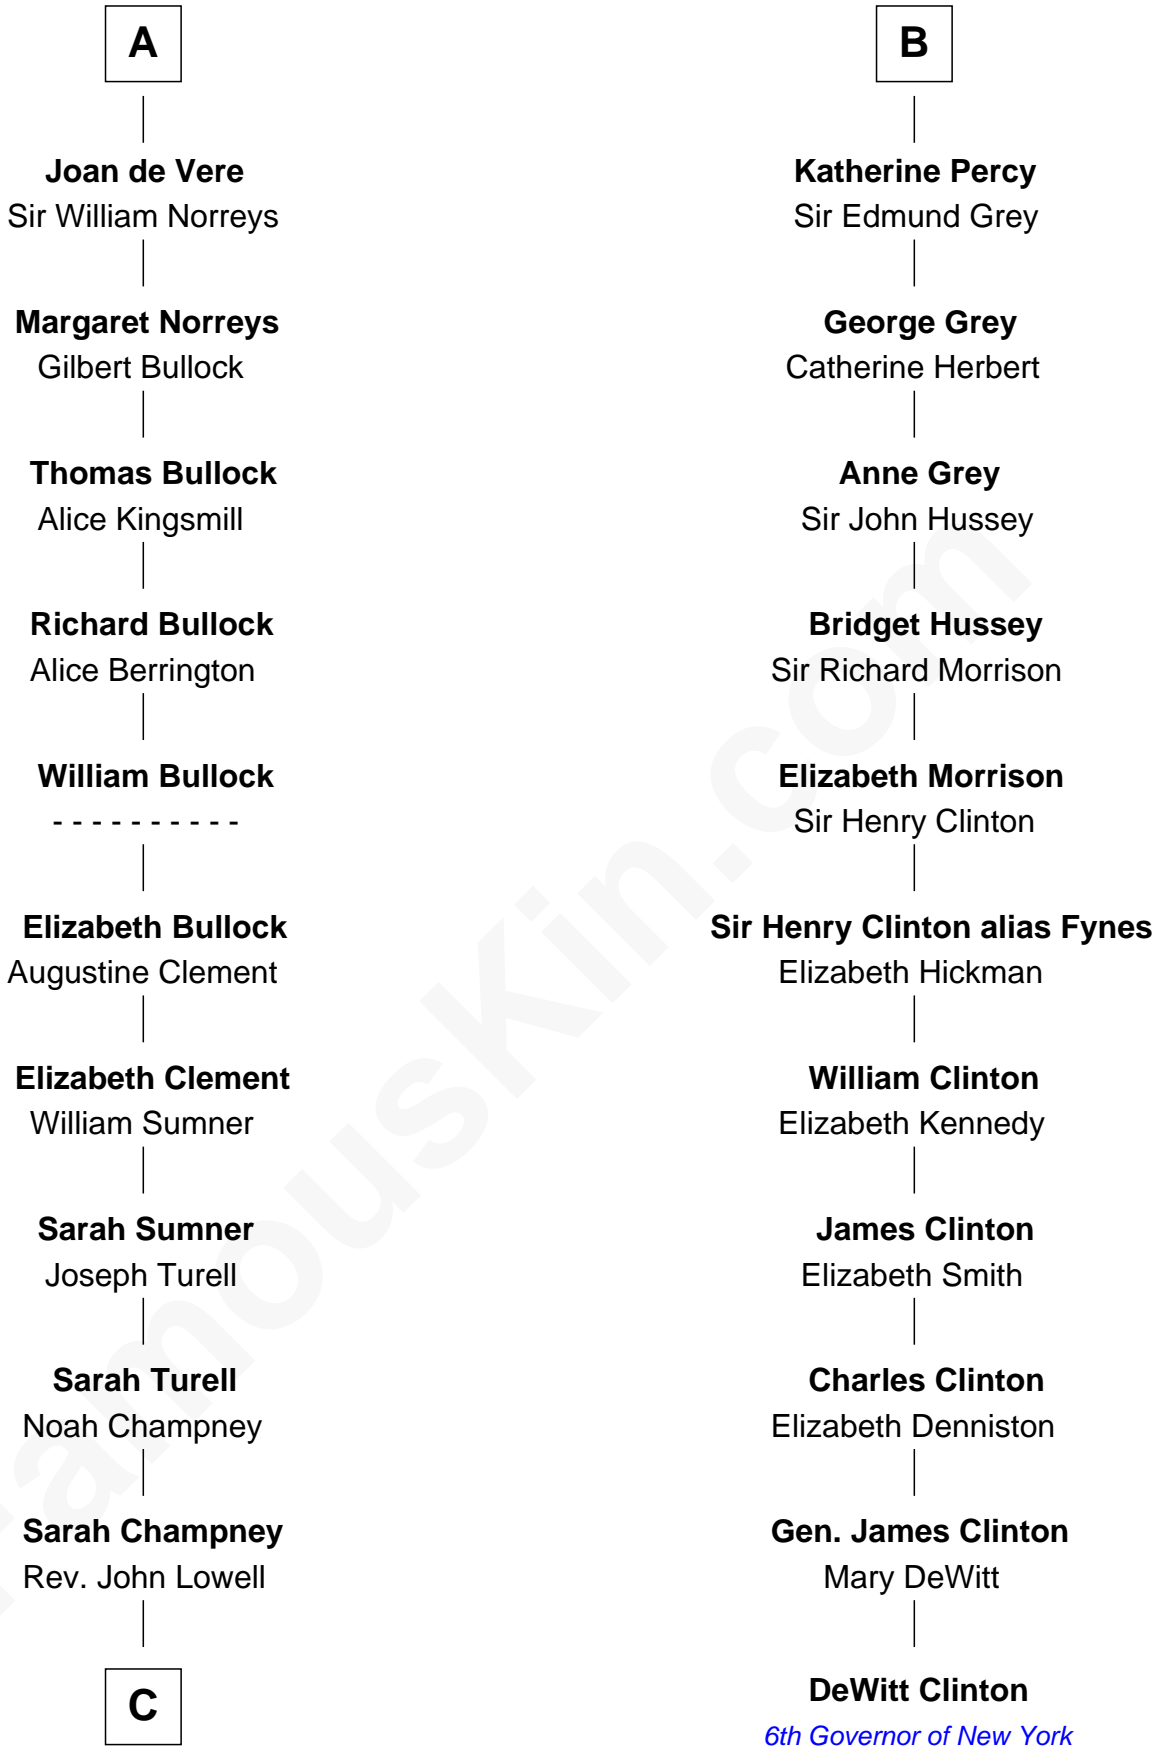 A
Joan de Vere
Sir William Norreys
Margaret Norreys
Gilbert Bullock
Thomas Bullock
Alice Kingsmill
Richard Bullock
Alice Berrington
William Bullock
- - - - - - - - - -
Elizabeth Bullock
Augustine Clement
Elizabeth Clement
William Sumner
Sarah Sumner
Joseph Turell
Sarah Turell
Noah Champney
Sarah Champney
Rev. John Lowell
C
B
Katherine Percy
Sir Edmund Grey
George Grey
Catherine Herbert
Anne Grey
Sir John Hussey
Bridget Hussey
Sir Richard Morrison
Elizabeth Morrison
Sir Henry Clinton
Sir Henry Clinton alias Fynes
Elizabeth Hickman
William Clinton
Elizabeth Kennedy
James Clinton
Elizabeth Smith
Charles Clinton
Elizabeth Denniston
Gen. James Clinton
Mary DeWitt
DeWitt Clinton
6th Governor of New York
FamousKin.com